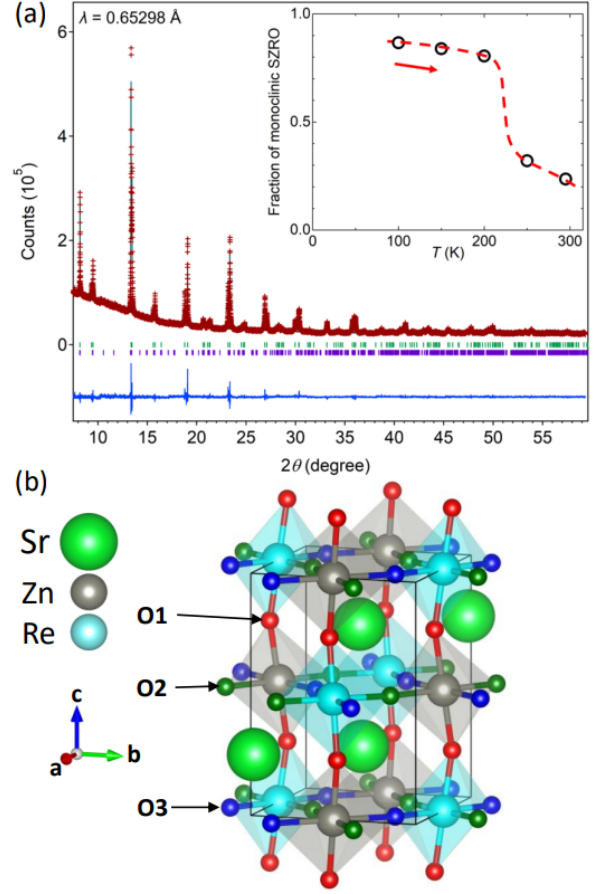 (a)
λ = 0.65298 Å
Counts (10⁵)
6
4
2
0
10 15 20 25 30 35 40 45 50 55
2θ (degree)
Fraction of monoclinic SZRO
1.0
0.5
0.0
0 100 200 300
T (K)
(b)
Sr
Zn
Re
O1
O2
O3
c
b
a